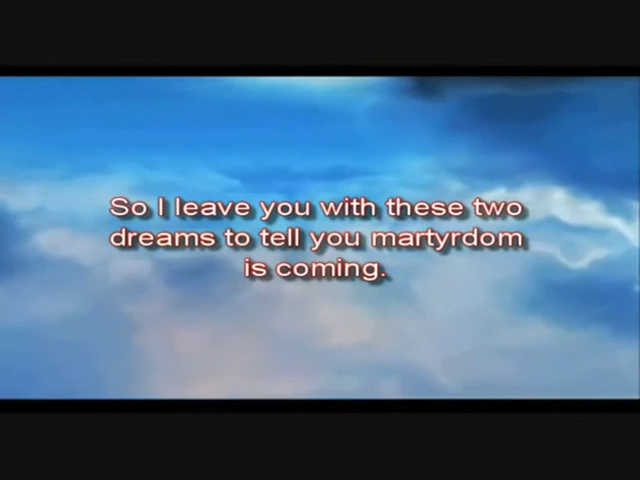 So I leave you with these two
dreams to tell you martyrdom
is coming.